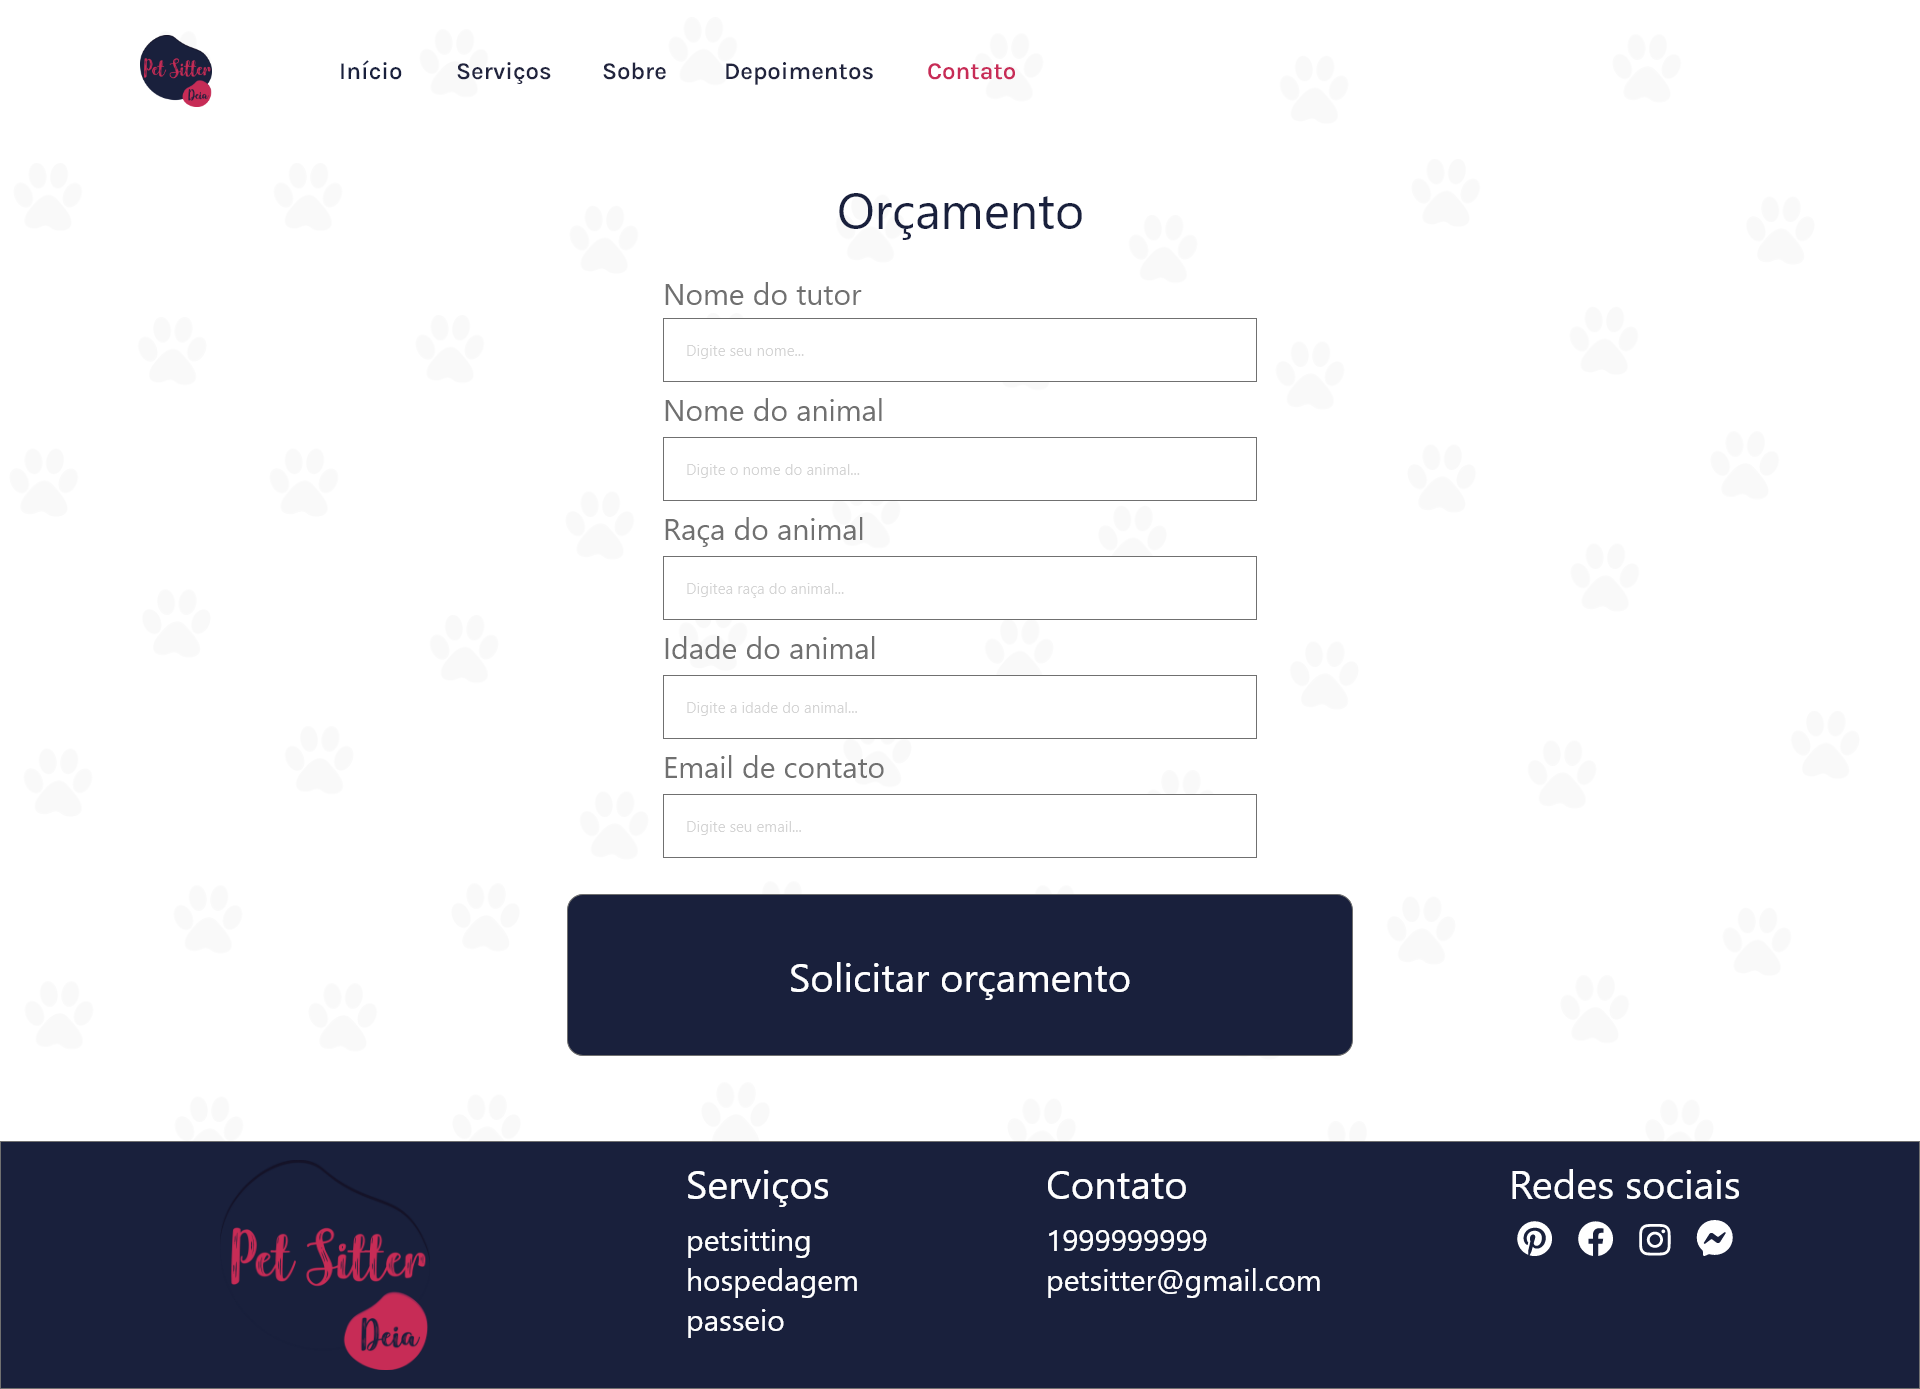 Pet Sitter
Deia
Início Serviços Sobre Depoimentos Contato
Orçamento
Nome do tutor
Digite seu nome...
Nome do animal
Digite o nome do animal...
Raça do animal
Digitea raça do animal...
Idade do animal
Digite a idade do animal...
Email de contato
Digite seu email...
Solicitar orçamento
Pet Sitter
Deia
Serviços
petsitting
hospedagem
passeio
Contato
1999999999
petsitter@gmail.com
Redes sociais